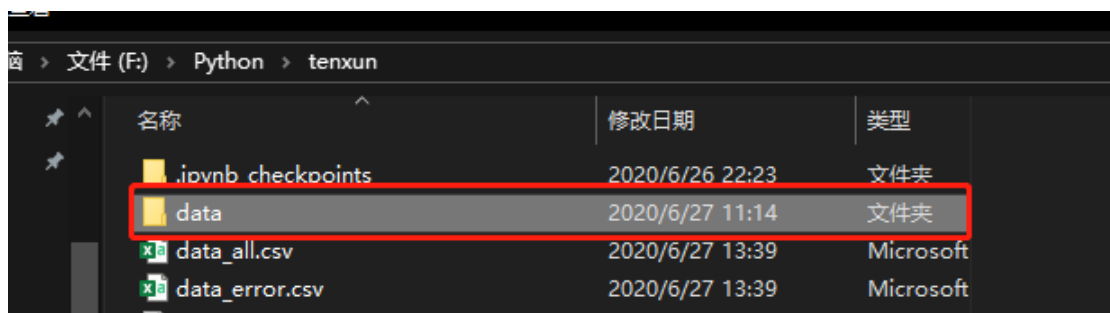 文件 (F:) › Python › tenxun
名称 修改日期 类型
.ipynb_checkpoints 2020/6/26 22:23 文件夹
data 2020/6/27 11:14 文件夹
data_all.csv 2020/6/27 13:39 Microsoft
data_error.csv 2020/6/27 13:39 Microsoft